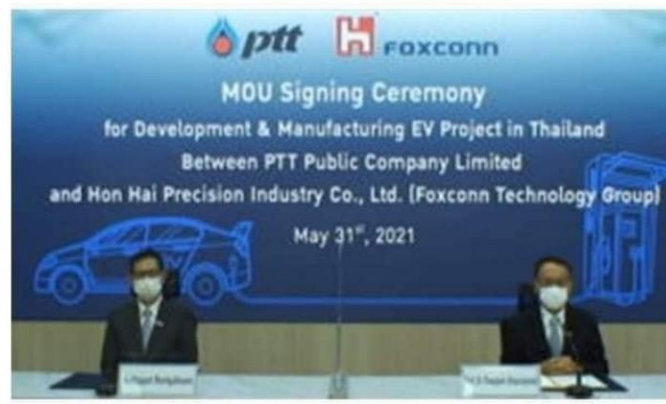 ptt FOXCONN
MOU Signing Ceremony
for Development & Manufacturing EV Project in Thailand
Between PTT Public Company Limited
and Hon Hai Precision Industry Co., Ltd. (Foxconn Technology Group)
May 31st, 2021
EV